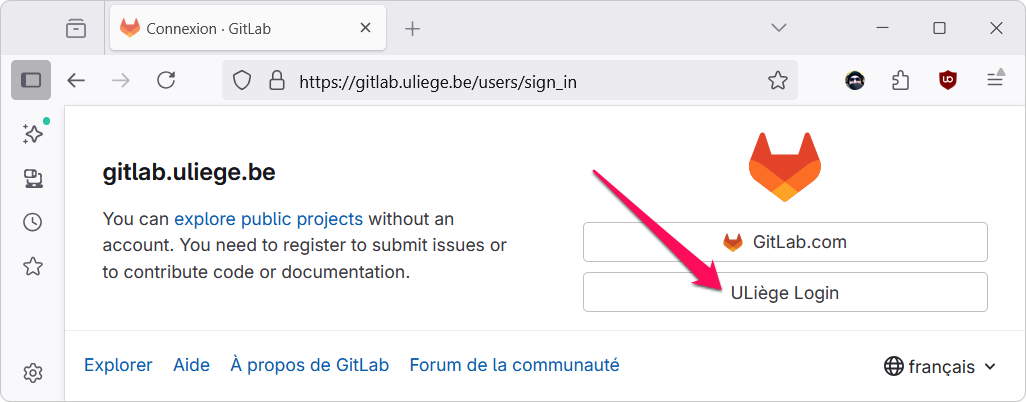 Connexion · GitLab
https://gitlab.uliege.be/users/sign_in
gitlab.uliege.be
You can explore public projects without an
account. You need to register to submit issues or
to contribute code or documentation.
GitLab.com
ULiège Login
Explorer Aide À propos de GitLab Forum de la communauté
français